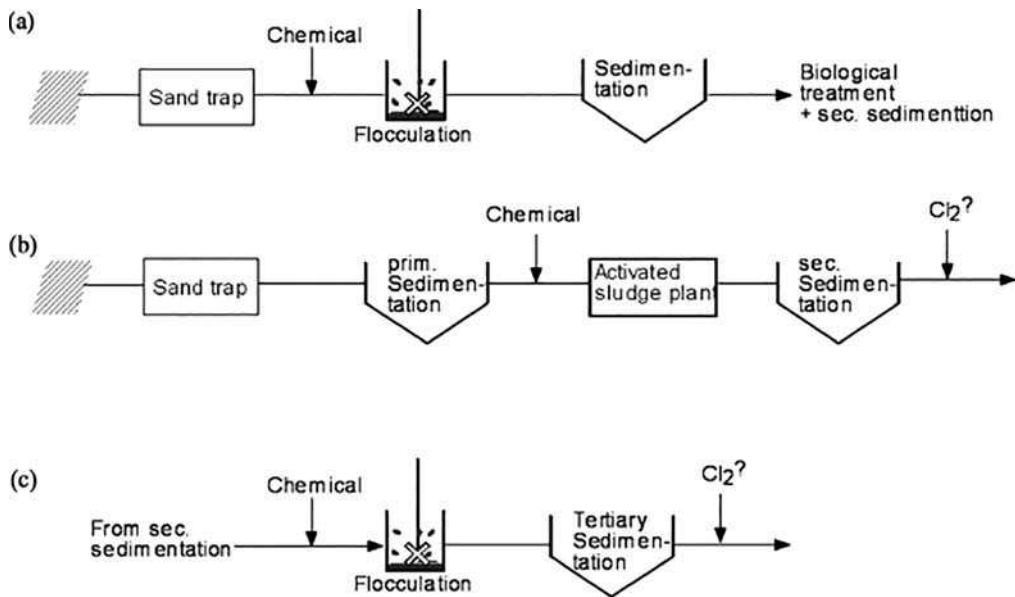 (a)
Chemical
Sand trap
Flocculation
Sedimen-
tation
Biological
treatment
+ sec. sedimenttion
(b)
Chemical
Cl2?
Sand trap
prim.
Sedimen-
tation
Activated
sludge plant
sec.
Sedimen-
tation
(c)
Chemical
Cl2?
From sec.
sedimentation
Flocculation
Tertiary
Sedimen-
tation